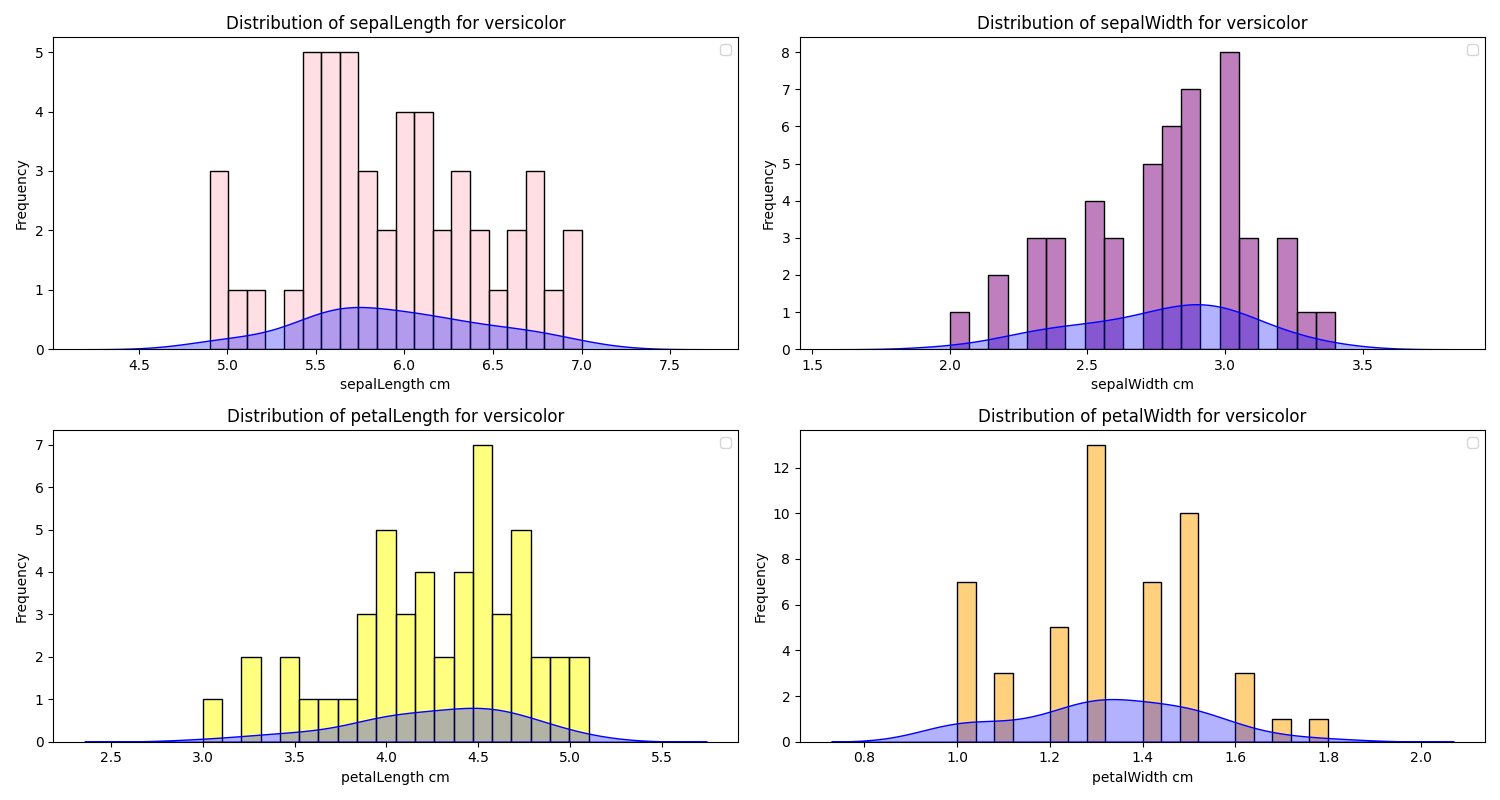 Distribution of sepalLength for versicolor
5
4
3
2
1
0
Frequency
4.5 5.0 5.5 6.0 6.5 7.0 7.5
sepalLength cm
Distribution of sepalWidth for versicolor
8
7
6
5
4
3
2
1
0
Frequency
1.5 2.0 2.5 3.0 3.5
sepalWidth cm
Distribution of petalLength for versicolor
7
6
5
4
3
2
1
0
Frequency
2.5 3.0 3.5 4.0 4.5 5.0 5.5
petalLength cm
Distribution of petalWidth for versicolor
12
10
8
6
4
2
0
Frequency
0.8 1.0 1.2 1.4 1.6 1.8 2.0
petalWidth cm